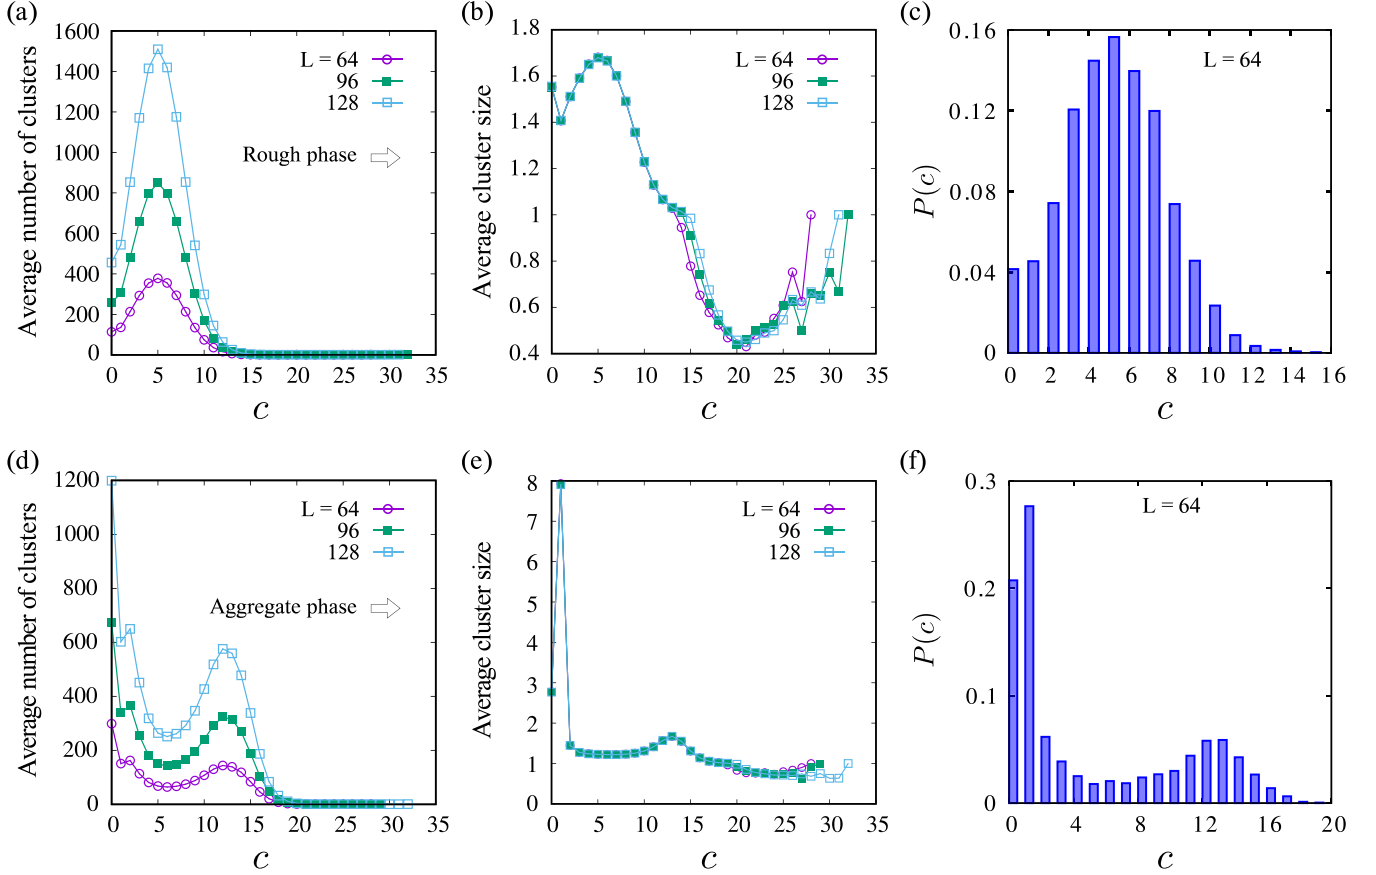 (a)
Average number of clusters
1600
1400
1200
1000
800
600
400
200
0
L = 64
96
128
Rough phase
0 5 10 15 20 25 30 35
c
(b)
Average cluster size
1.8
1.6
1.4
1.2
1
0.8
0.6
0.4
L = 64
96
128
0 5 10 15 20 25 30 35
c
(c)
P(c)
0.16
0.12
0.08
0.04
0
L = 64
0 2 4 6 8 10 12 14 16
c
(d)
Average number of clusters
1200
1000
800
600
400
200
0
L = 64
96
128
Aggregate phase
0 5 10 15 20 25 30 35
c
(e)
Average cluster size
8
7
6
5
4
3
2
1
0
L = 64
96
128
0 5 10 15 20 25 30 35
c
(f)
P(c)
0.3
0.2
0.1
0
L = 64
0 4 8 12 16 20
c